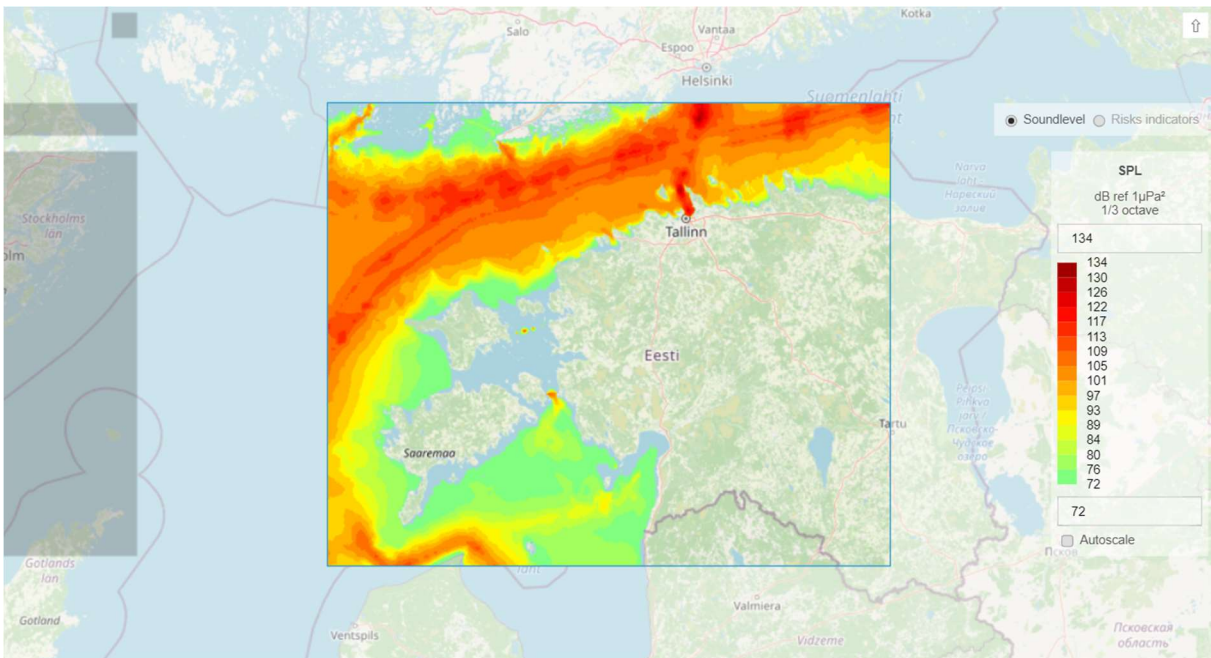 Kotka
Salo
Vantaa
Espoo
Helsinki
Suomenlahti
Soundlevel
Risks indicators
SPL
dB ref 1µPa²
1/3 octave
134
134
130
126
122
117
113
109
105
101
97
93
89
84
80
76
72
72
Autoscale
Narva
laht -
Нарвский
залив
Stockholms
län
olm
Tallinn
Eesti
Saaremaa
Tartu
Peipsi-
Pihkva
järv /
Псковско-
Чудское
озеро
Псков
Gotlands
län
laht
Gotland
Ventspils
Valmiera
Vidzeme
Псковская
область